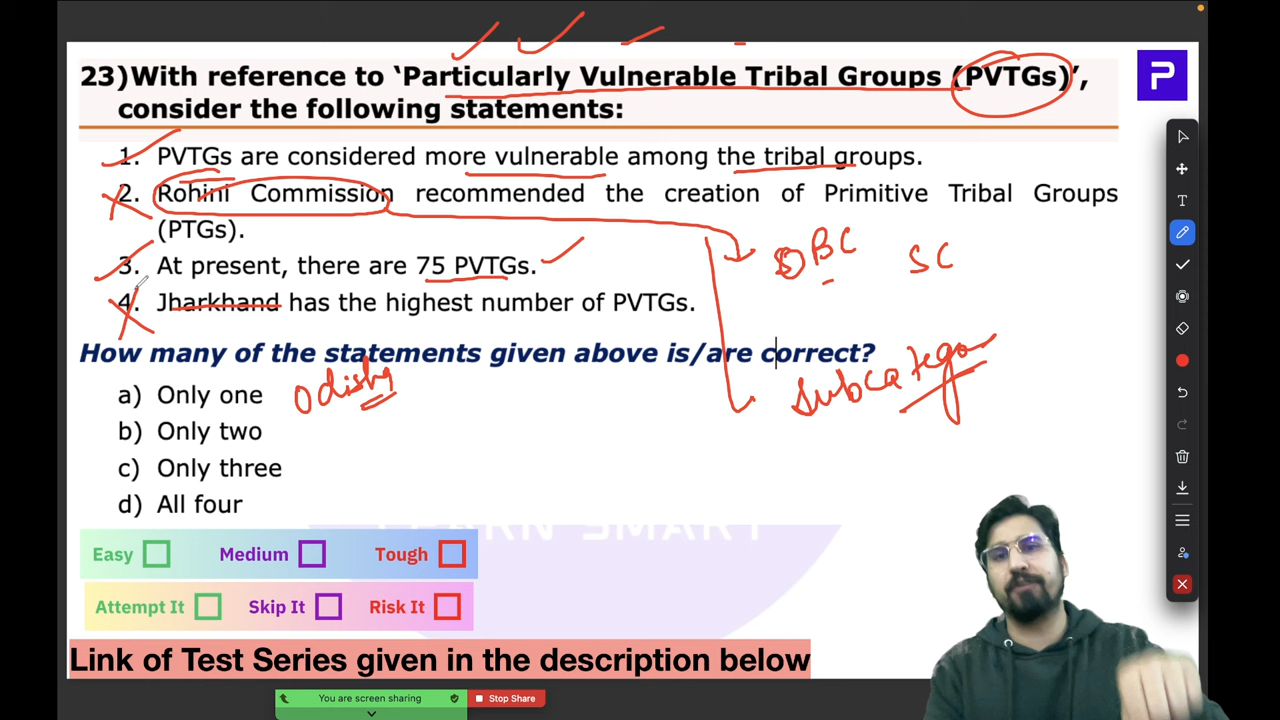 23)With reference to ‘Particularly Vulnerable Tribal Groups (PVTGs)’,
consider the following statements:
1. PVTGs are considered more vulnerable among the tribal groups.
2. Rohini Commission recommended the creation of Primitive Tribal Groups
(PTGs).
OBC SC
3. At present, there are 75 PVTGs.
4. Jharkhand has the highest number of PVTGs.
How many of the statements given above is/are correct?
a) Only one
Odisha
Subcatego
b) Only two
c) Only three
d) All four
LEARN SMART
Easy Medium Tough
Attempt It Skip It Risk It
Link of Test Series given in the description below
You are screen sharing Stop Share